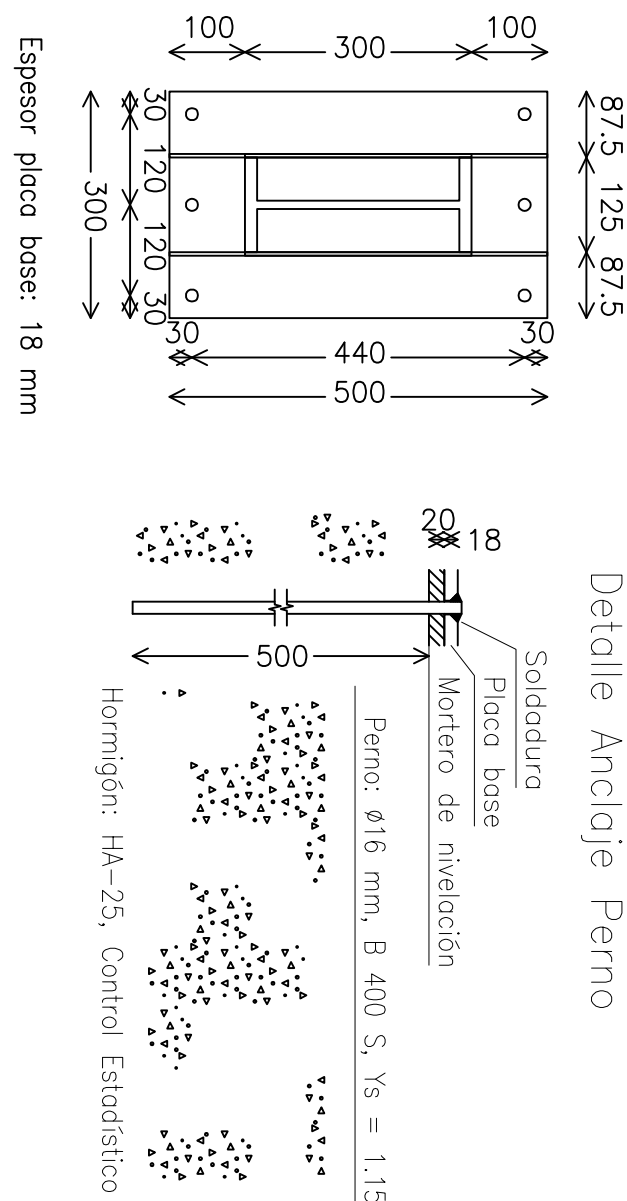 100
300
100
87.5
125
87.5
30
120
120
30
300
30
440
30
500
Espesor placa base: 18 mm
Detalle Anclaje Perno
20
18
500
Soldadura
Placa base
Mortero de nivelación
Perno: ø16 mm, B 400 S, Ys = 1.15
Hormigón: HA-25, Control Estadístico